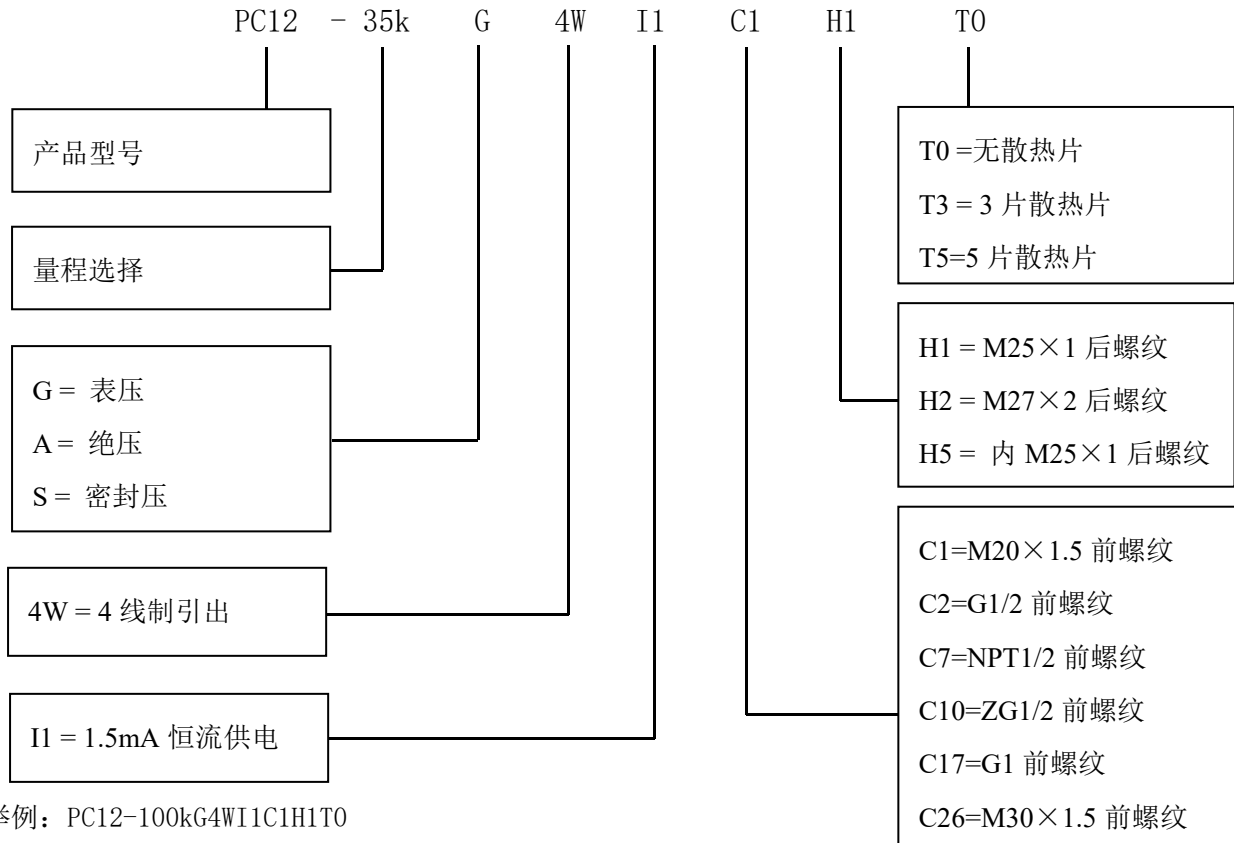 PC12 - 35k G 4W I1 C1 H1 T0
产品型号
量程选择
G = 表压
A = 绝压
S = 密封压
4W = 4 线制引出
I1 = 1.5mA 恒流供电
T0 =无散热片
T3 = 3 片散热片
T5=5 片散热片
H1 = M25×1 后螺纹
H2 = M27×2 后螺纹
H5 = 内 M25×1 后螺纹
C1=M20×1.5 前螺纹
C2=G1/2 前螺纹
C7=NPT1/2 前螺纹
C10=ZG1/2 前螺纹
C17=G1 前螺纹
C26=M30×1.5 前螺纹
举例: PC12-100kG4WI1C1H1T0